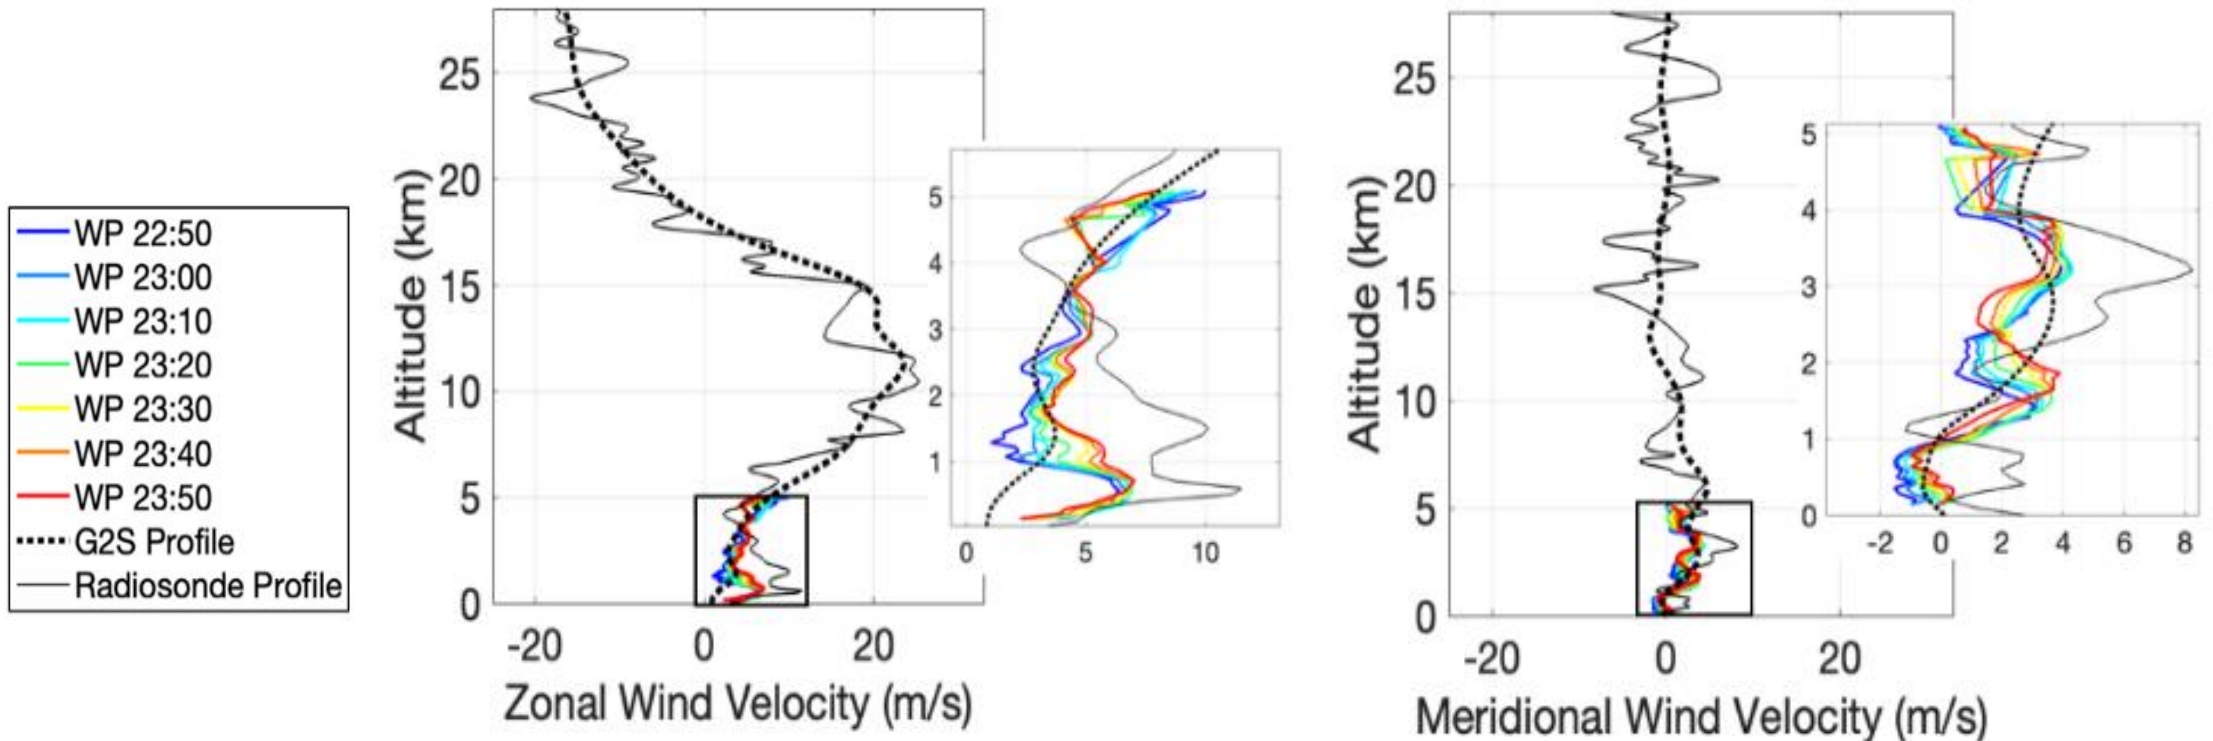 WP 22:50
WP 23:00
WP 23:10
WP 23:20
WP 23:30
WP 23:40
WP 23:50
G2S Profile
Radiosonde Profile
Altitude (km)
25
20
15
10
5
0
-20 0 20
Zonal Wind Velocity (m/s)
5
4
3
2
1
0 5 10
Altitude (km)
25
20
15
10
5
0
-20 0 20
Meridional Wind Velocity (m/s)
5
4
3
2
1
0
-2 0 2 4 6 8